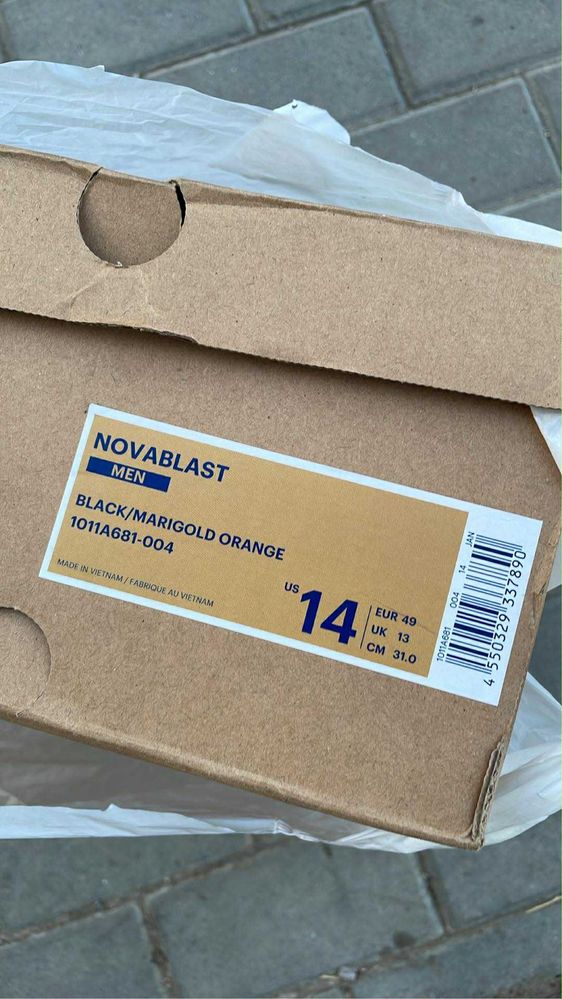 NOVABLAST
MEN
BLACK/MARIGOLD ORANGE
1011A681-004
MADE IN VIETNAM / FABRIQUE AU VIETNAM
US 14
EUR 49
UK 13
CM 31.0
1011A681 004 14 JAN
4 550329 337890